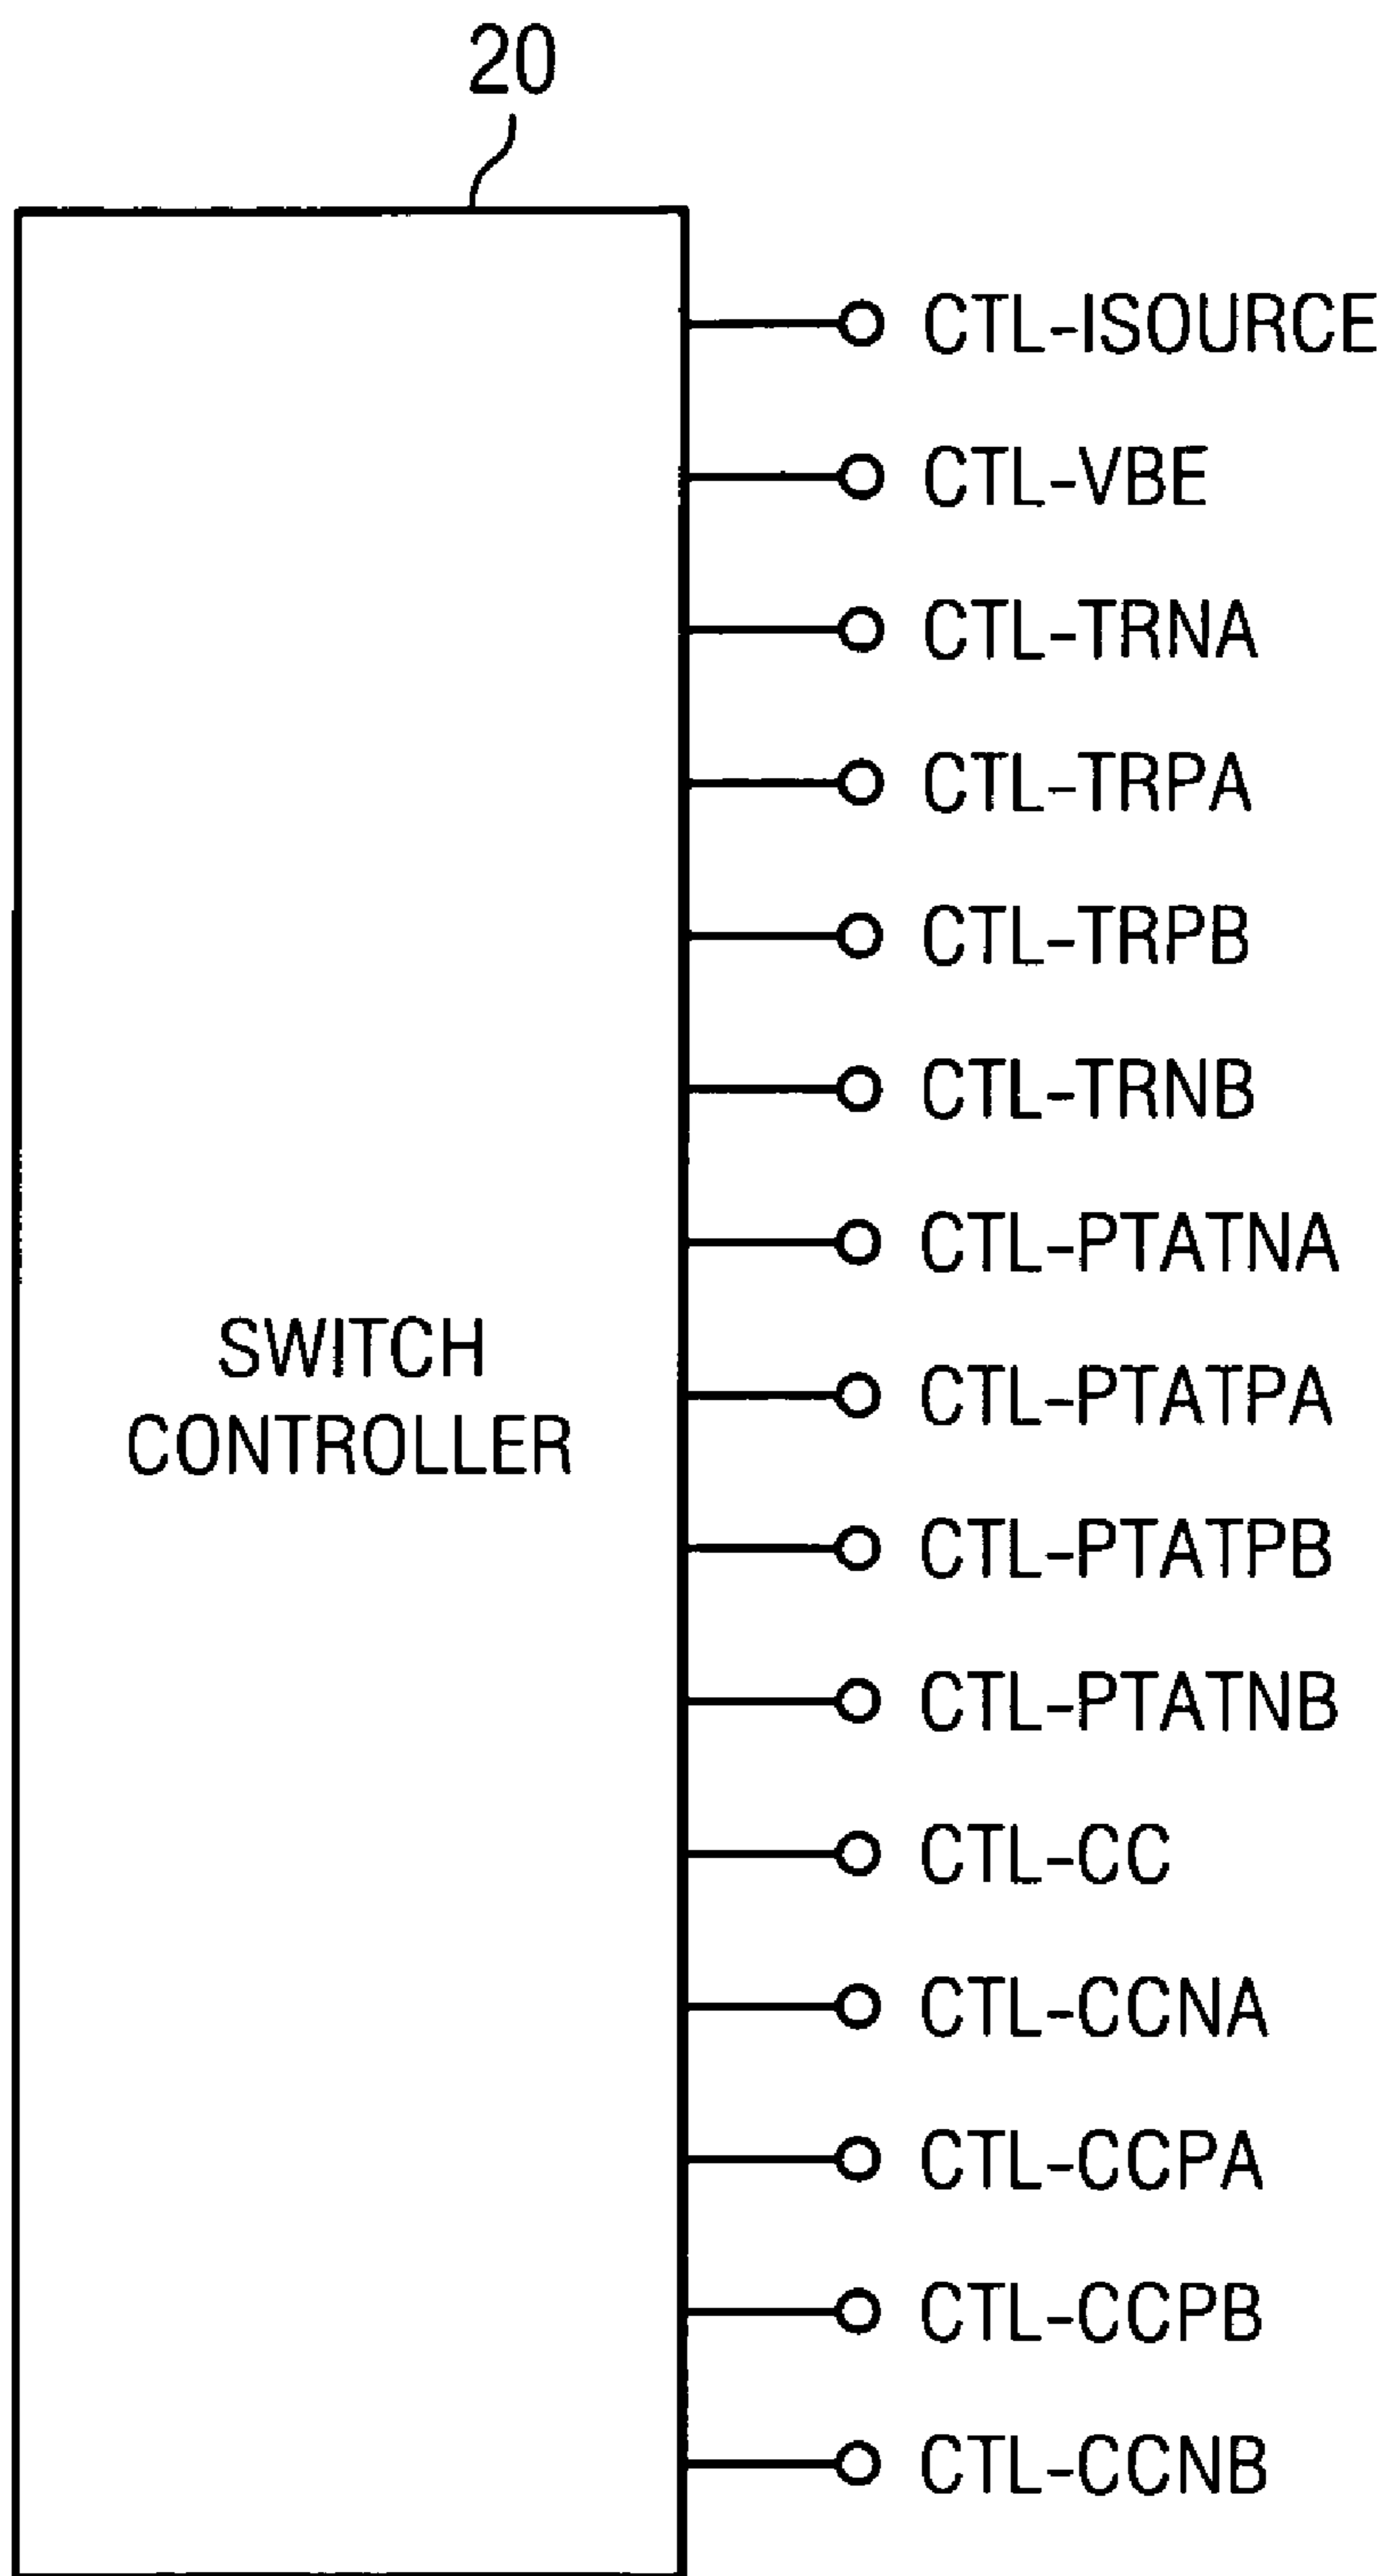 20
CTL-ISOURCE
CTL-VBE
CTL-TRNA
CTL-TRPA
CTL-TRPB
CTL-TRNB
CTL-PTATNA
SWITCH
CONTROLLER
CTL-PTATPA
CTL-PTATPB
CTL-PTATNB
CTL-CC
CTL-CCNA
CTL-CCPA
CTL-CCPB
CTL-CCNB